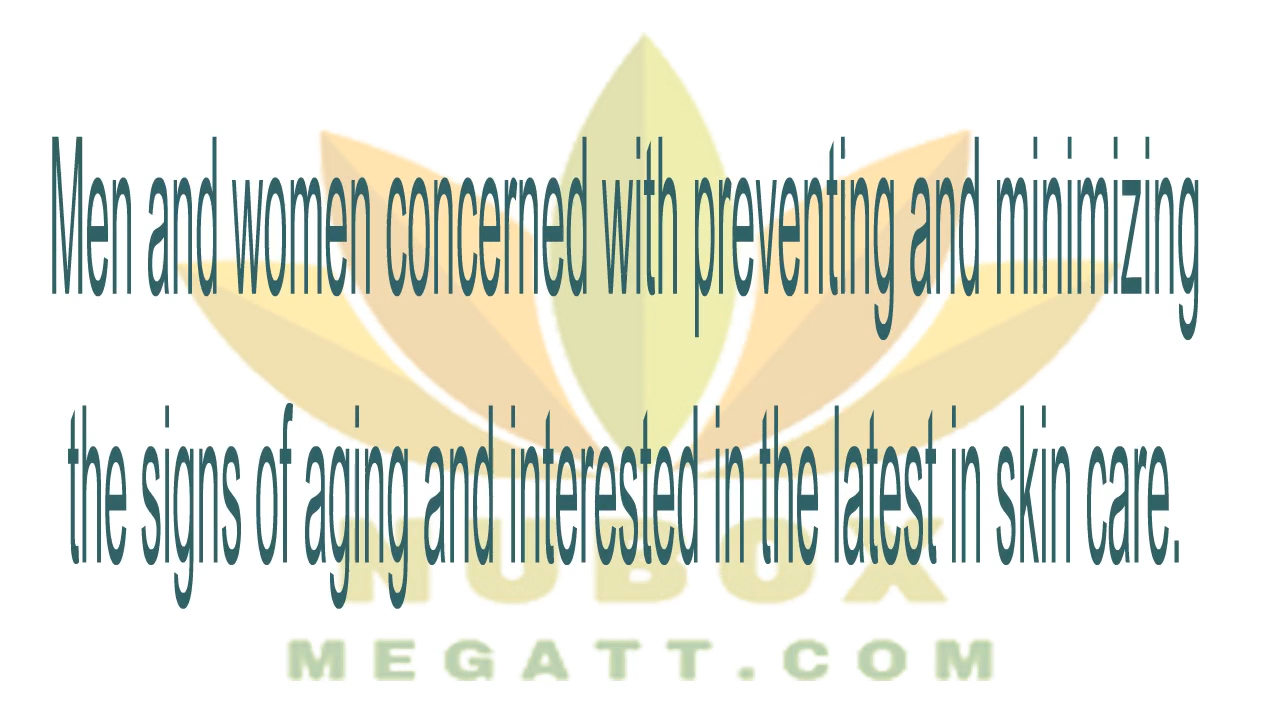 Men and women concerned with preventing and minimizing
the signs of aging and interested in the latest in skin care.
NUBOX
MEGATT.COM